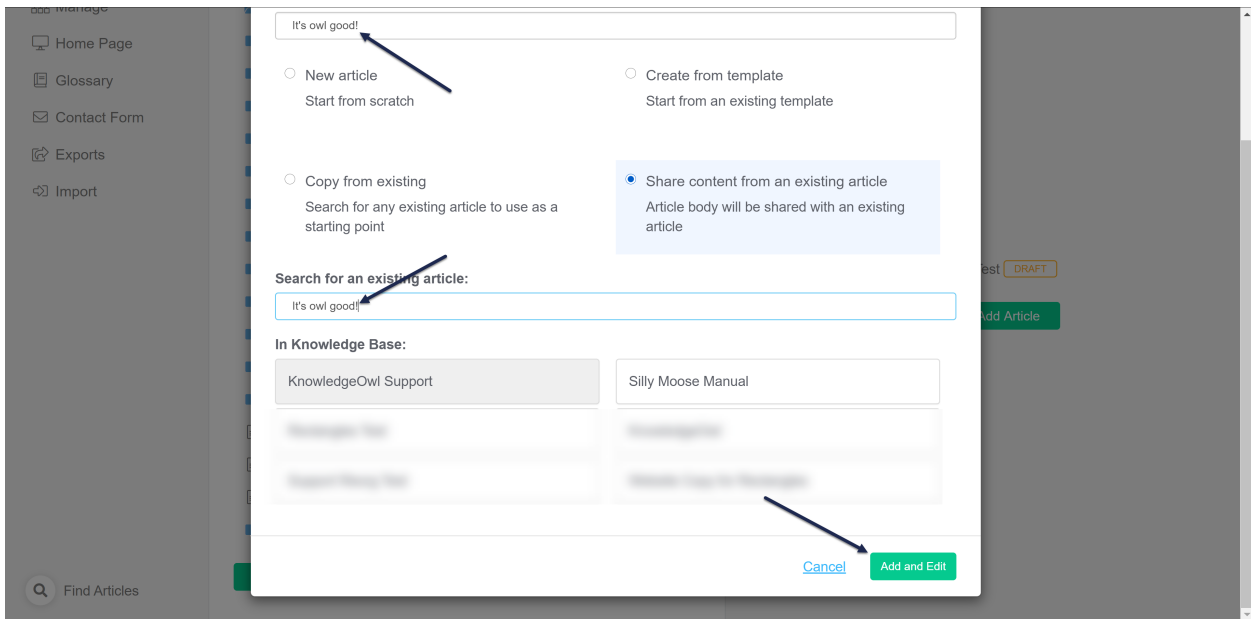 Manage
Home Page
Glossary
Contact Form
Exports
Import
Find Articles
It's owl good!
New article
Start from scratch
Create from template
Start from an existing template
Copy from existing
Search for any existing article to use as a
starting point
Share content from an existing article
Article body will be shared with an existing
article
Search for an existing article:
It's owl good!
In Knowledge Base:
KnowledgeOwl Support
Silly Moose Manual
Cancel
Add and Edit
DRAFT
Add Article